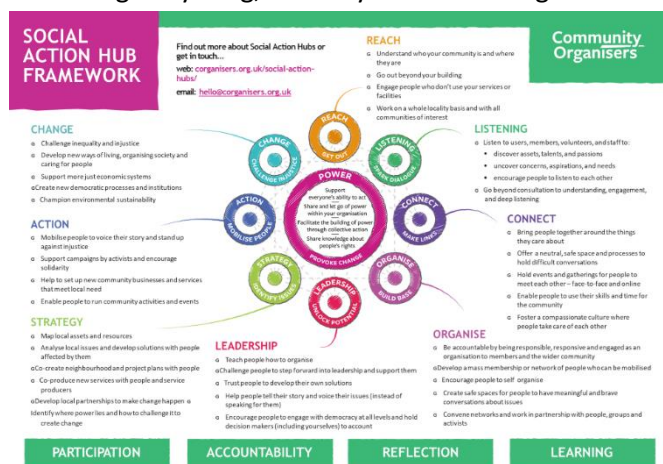 SOCIAL
ACTION HUB
FRAMEWORK
Find out more about Social Action Hubs or
get in touch...
web: corganisers.org.uk/social-action-
hubs/
email: hello@corganisers.org.uk
REACH
Understand who your community is and where
they are
Go out beyond your building
Engage people who don't use your services or
facilities
Work on a whole locality basis and with all
communities of interest
Community
Organisers
CHANGE
Challenge inequality and injustice
Develop new ways of living, organising society and
caring for people
Support more just economic systems
Create new democratic processes and institutions
Champion environmental sustainability
ACTION
Mobilise people to voice their story and stand up
against injustice
Support campaigns by activists and encourage
solidarity
Help to set up new community businesses and services
that meet local need
Enable people to run community activities and events
STRATEGY
Map local assets and resources
Analyse local issues and develop solutions with people
affected by them
Co-create neighbourhood and project plans with people
Co-produce new services with people and service
producers
Develop local partnerships to make change happen
Identify where power lies and how to challenge it to
create change
REACH
GET OUT
LISTENING
SPARK DIALOGUE
CONNECT
MAKE LINKS
ORGANISE
BUILD BASE
LEADERSHIP
UNLOCK POTENTIAL
STRATEGY
IDENTIFY ISSUES
ACTION
MOBILISE PEOPLE
CHANGE
CHALLENGE INJUSTICE
POWER
Support
everyone's ability to act
Share and let go of power
within your organisation
Facilitate the building of power
through collective action
Share knowledge about
people's rights
PROVOKE CHANGE
LISTENING
Listen to users, members, volunteers, and staff to:
discover assets, talents, and passions
uncover concerns, aspirations, and needs
encourage people to listen to each other
Go beyond consultation to understanding, engagement,
and deep listening
CONNECT
Bring people together around the things
they care about
Offer a neutral, safe space and processes to
hold difficult conversations
Hold events and gatherings for people to
meet each other – face-to-face and online
Enable people to use their skills and time for
the community
Foster a compassionate culture where
people take care of each other
LEADERSHIP
Teach people how to organise
Challenge people to step forward into leadership and support them
Trust people to develop their own solutions
Help people tell their story and voice their issues (instead of
speaking for them)
Encourage people to engage with democracy at all levels and hold
decision makers (including yourselves) to account
ORGANISE
Be accountable by being responsible, responsive and engaged as an
organisation to members and the wider community
Develop a mass membership or network of people who can be mobilised
Encourage people to self organise
Create safe spaces for people to have meaningful and brave
conversations about issues
Convene networks and work in partnership with people, groups and
activists
PARTICIPATION
ACCOUNTABILITY
REFLECTION
LEARNING